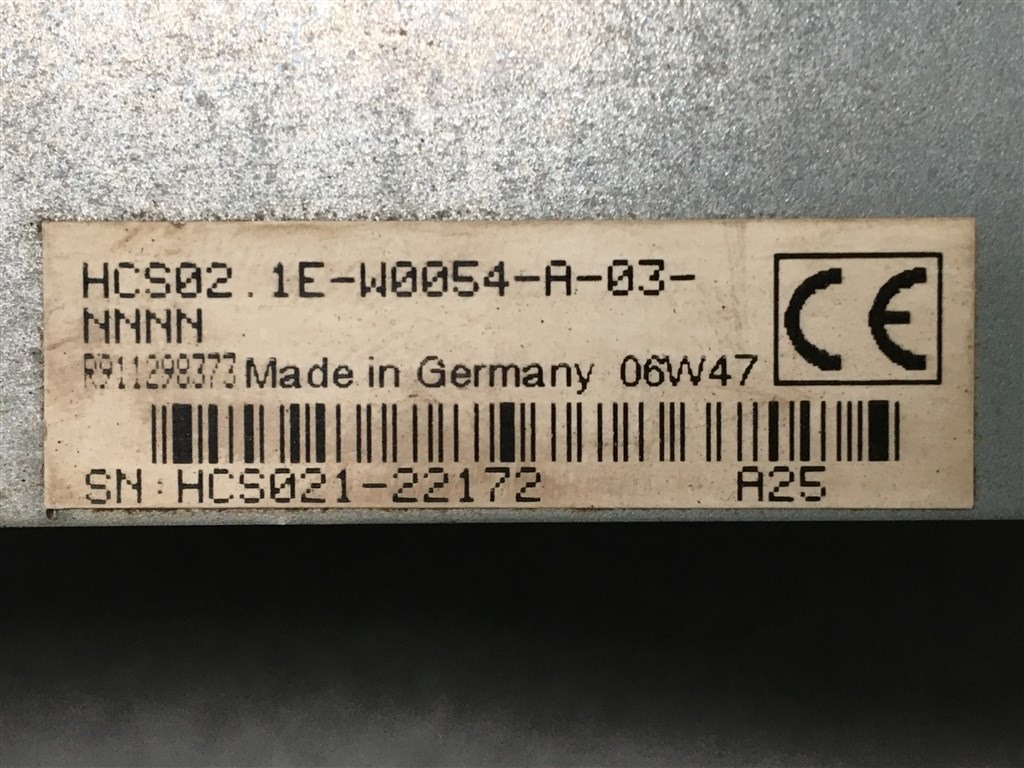 HCS02.1E-W0054-A-03-
NNNN
R911298373 Made in Germany 06W47
CE
SN:HCS021-22172 A25